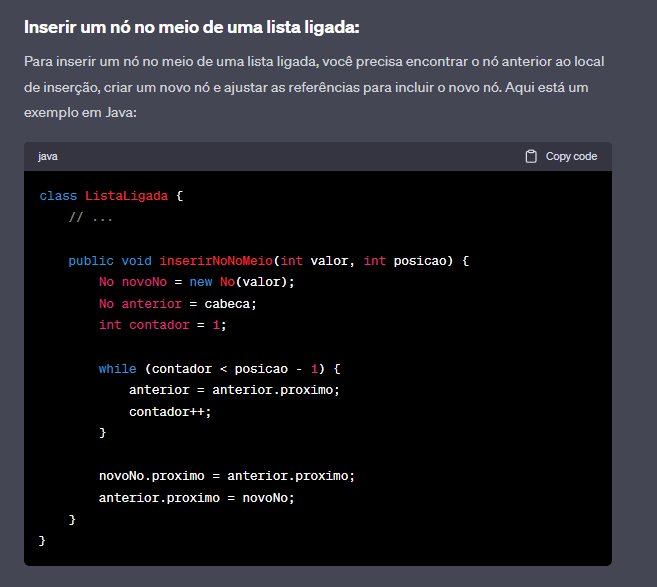 Inserir um nó no meio de uma lista ligada:
Para inserir um nó no meio de uma lista ligada, você precisa encontrar o nó anterior ao local
de inserção, criar um novo nó e ajustar as referências para incluir o novo nó. Aqui está um
exemplo em Java:
java Copy code
class ListaLigada {
    // ...
    public void inserirNoNoMeio(int valor, int posicao) {
        No novoNo = new No(valor);
        No anterior = cabeca;
        int contador = 1;
        while (contador < posicao - 1) {
            anterior = anterior.proximo;
            contador++;
        }
        novoNo.proximo = anterior.proximo;
        anterior.proximo = novoNo;
    }
}